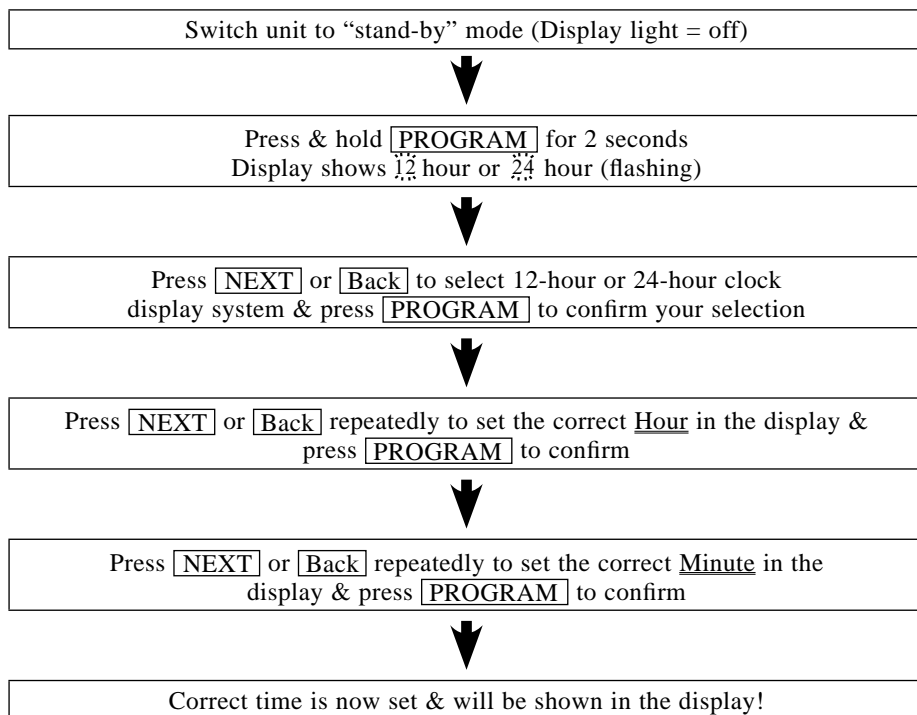 Switch unit to “stand-by” mode (Display light = off)
Press & hold PROGRAM for 2 seconds
Display shows 12 hour or 24 hour (flashing)
Press NEXT or Back to select 12-hour or 24-hour clock
display system & press PROGRAM to confirm your selection
Press NEXT or Back repeatedly to set the correct Hour in the display &
press PROGRAM to confirm
Press NEXT or Back repeatedly to set the correct Minute in the
display & press PROGRAM to confirm
Correct time is now set & will be shown in the display!